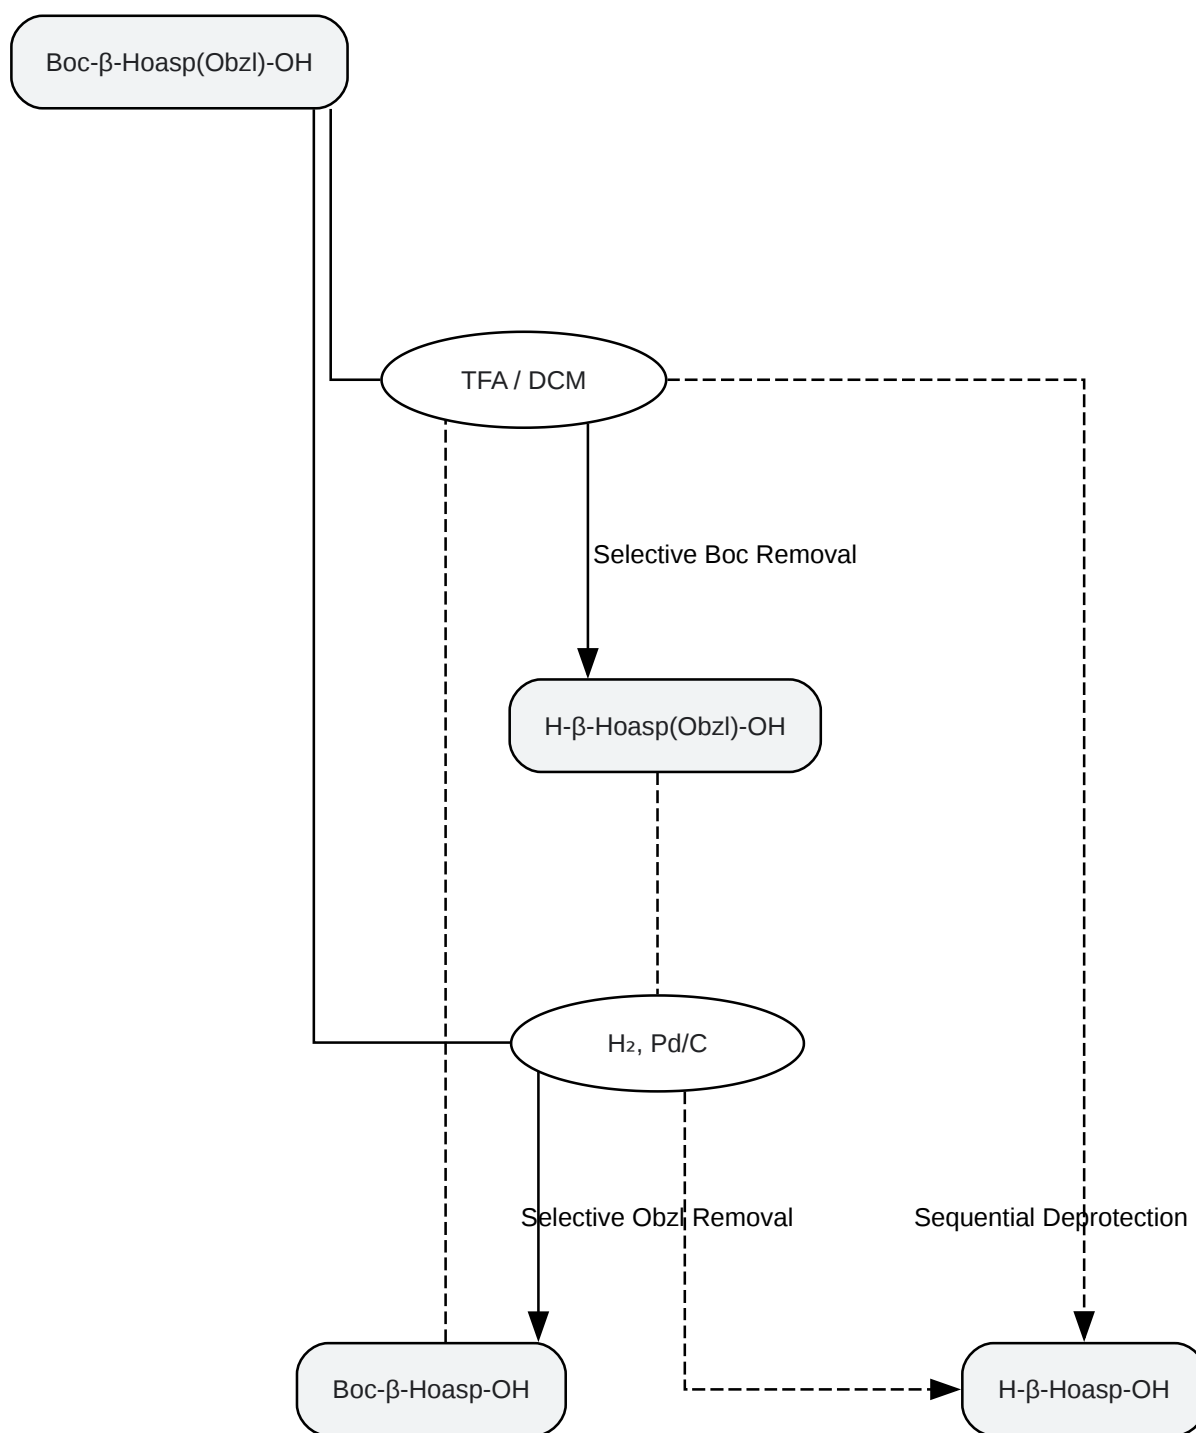 Boc-β-Hoasp(Obzl)-OH
TFA / DCM
Selective Boc Removal
H-β-Hoasp(Obzl)-OH
H₂, Pd/C
Selective Obzl Removal
Sequential Deprotection
Boc-β-Hoasp-OH
H-β-Hoasp-OH